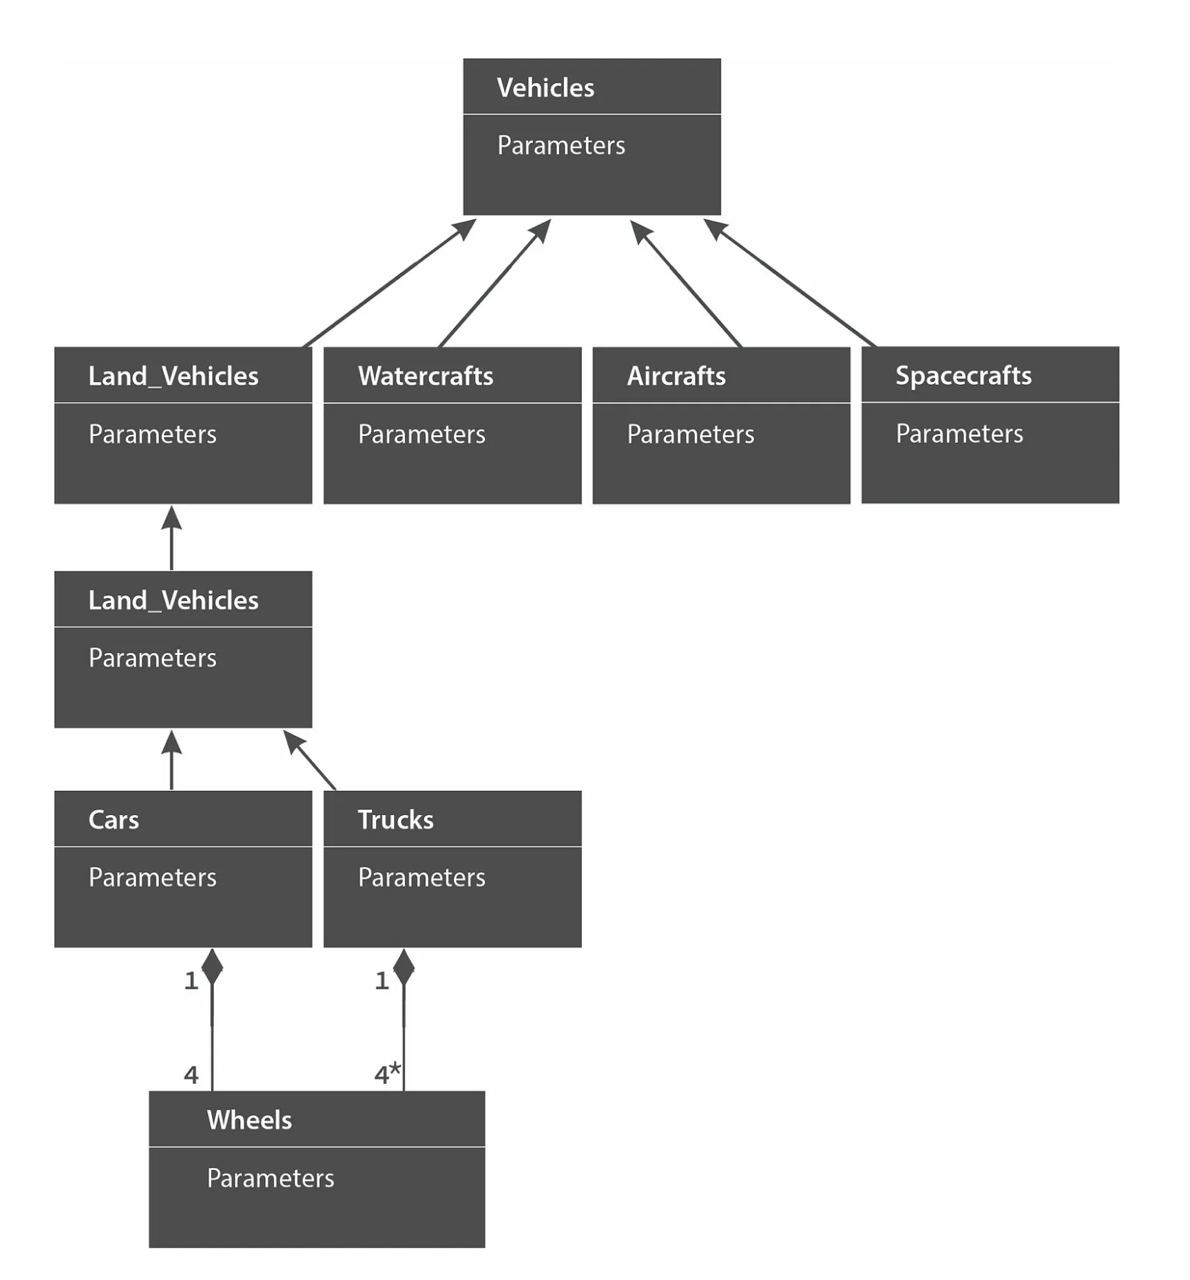 Vehicles
Parameters
Land_Vehicles
Parameters
Watercrafts
Parameters
Aircrafts
Parameters
Spacecrafts
Parameters
Land_Vehicles
Parameters
Cars
Parameters
Trucks
Parameters
1
1
4
4*
Wheels
Parameters